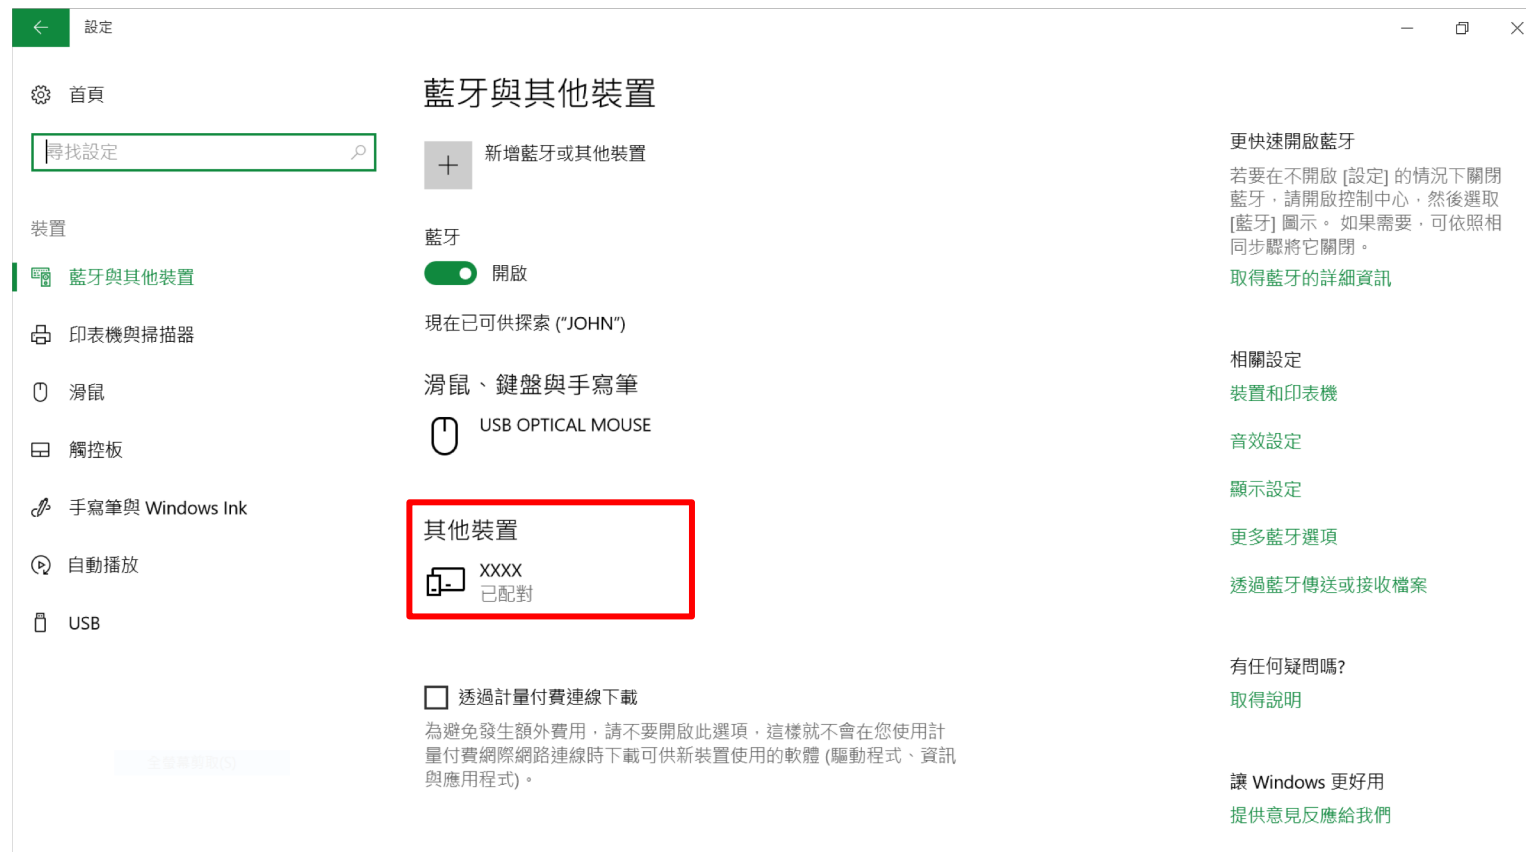 設定
首頁
尋找設定
裝置
藍牙與其他裝置
印表機與掃描器
滑鼠
觸控板
手寫筆與 Windows Ink
自動播放
USB
藍牙與其他裝置
新增藍牙或其他裝置
藍牙
開啟
現在已可供探索 (“JOHN”)
滑鼠、鍵盤與手寫筆
USB OPTICAL MOUSE
其他裝置
XXXX
已配對
透過計量付費連線下載
為避免發生額外費用，請不要開啟此選項，這樣就不會在您使用計
量付費網際網路連線時下載可供新裝置使用的軟體 (驅動程式、資訊
與應用程式)。
更快速開啟藍牙
若要在不開啟 [設定] 的情況下關閉
藍牙，請開啟控制中心，然後選取
[藍牙] 圖示。 如果需要，可依照相
同步驟將它關閉。
取得藍牙的詳細資訊
相關設定
裝置和印表機
音效設定
顯示設定
更多藍牙選項
透過藍牙傳送或接收檔案
有任何疑問嗎?
取得說明
讓 Windows 更好用
提供意見反應給我們